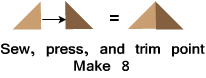 =
Sew, press, and trim point
Make 8